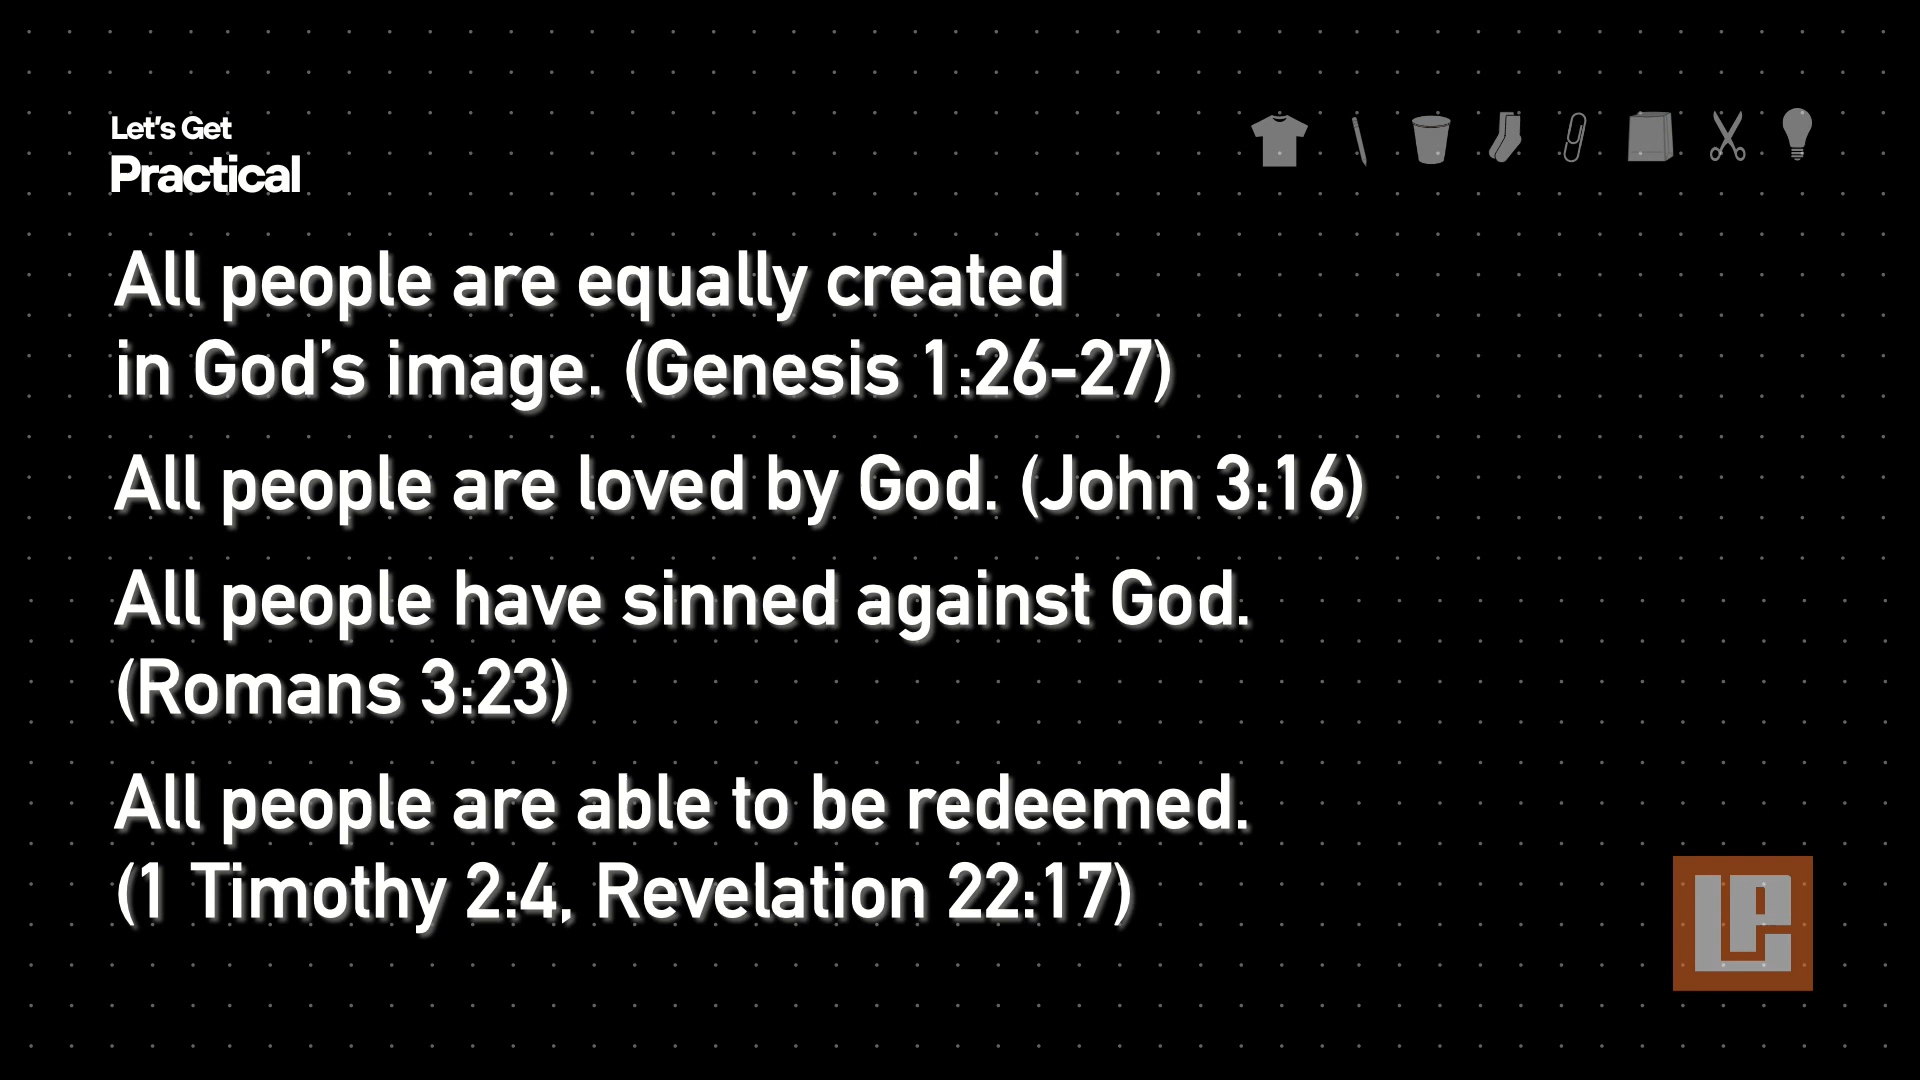 Let's Get
Practical
All people are equally created
in God’s image. (Genesis 1:26-27)
All people are loved by God. (John 3:16)
All people have sinned against God.
(Romans 3:23)
All people are able to be redeemed.
(1 Timothy 2:4, Revelation 22:17)